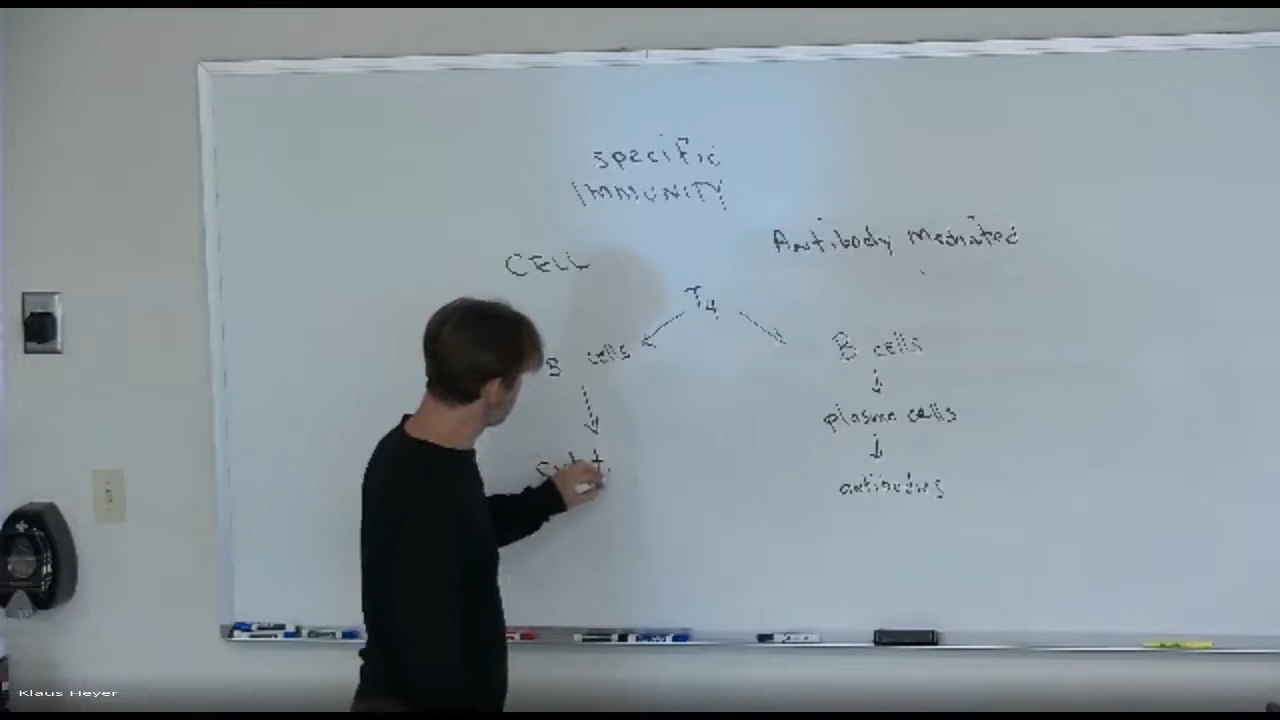 specific
IMMUNITY
Antibody Mediated
CELL
T4
B cells
B cells
plasma cells
antibodies
Klaus Heyer